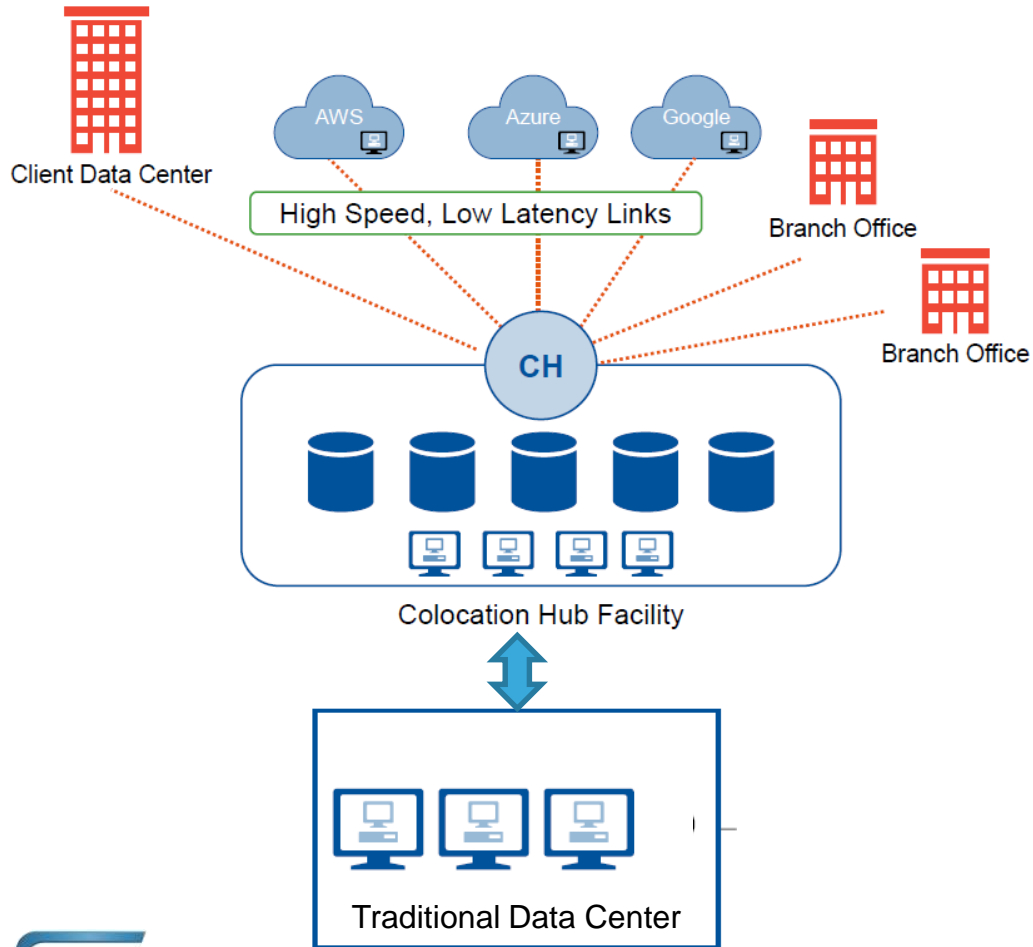 AWS
Azure
Google
Client Data Center
High Speed, Low Latency Links
Branch Office
Branch Office
CH
Colocation Hub Facility
Traditional Data Center